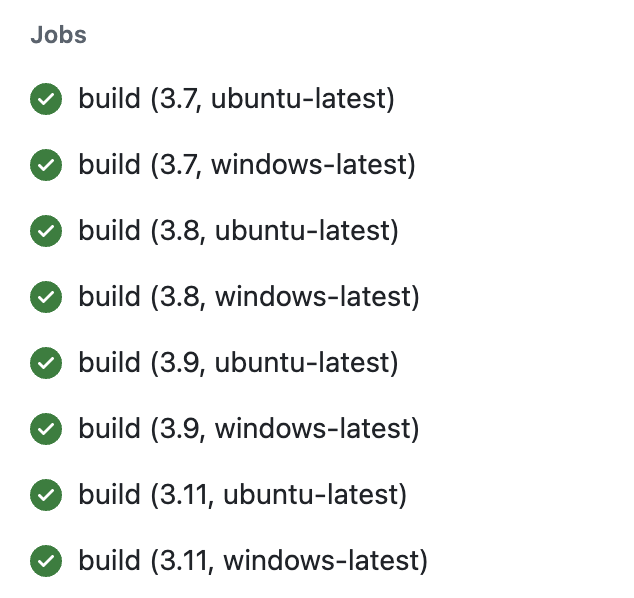 Jobs
build (3.7, ubuntu-latest)
build (3.7, windows-latest)
build (3.8, ubuntu-latest)
build (3.8, windows-latest)
build (3.9, ubuntu-latest)
build (3.9, windows-latest)
build (3.11, ubuntu-latest)
build (3.11, windows-latest)